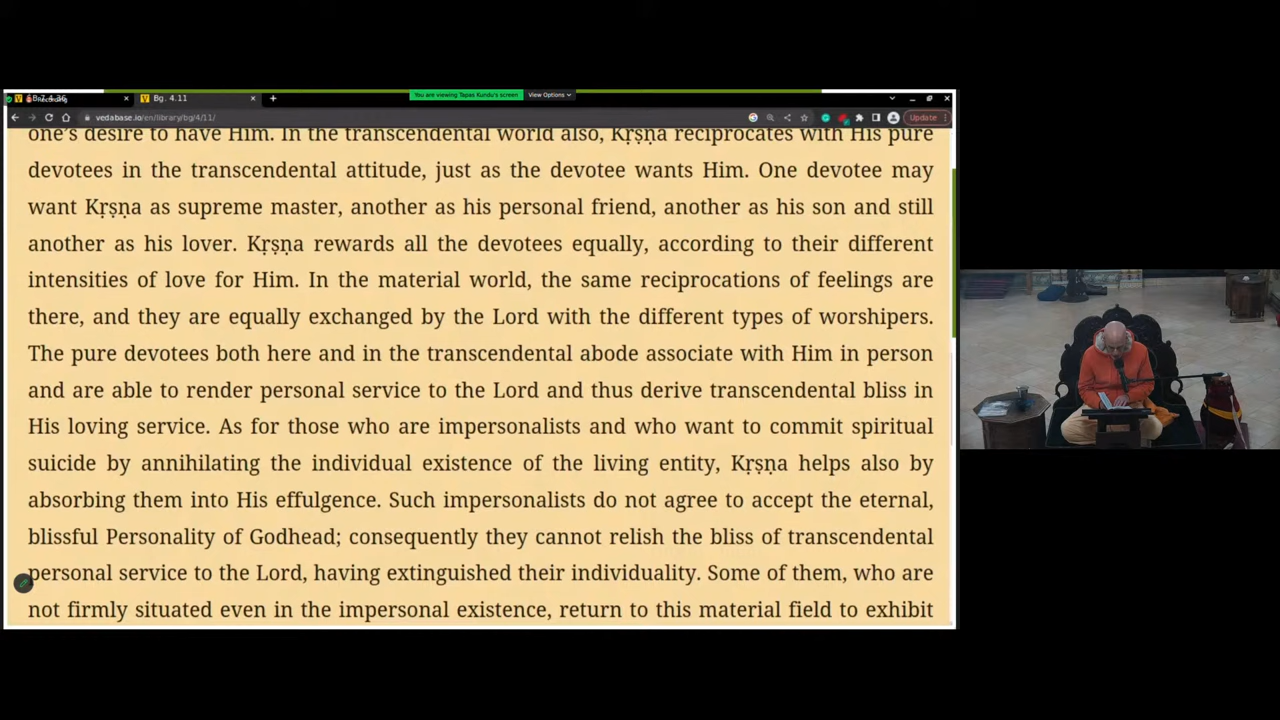 Bg. 4.11
You are viewing Tapas Kundu's screen
View Options
vedabase.io/en/library/bg/4/11/
Update
one's desire to have Him. In the transcendental world also, Kṛṣṇa reciprocates with His pure
devotees in the transcendental attitude, just as the devotee wants Him. One devotee may
want Kṛṣṇa as supreme master, another as his personal friend, another as his son and still
another as his lover. Kṛṣṇa rewards all the devotees equally, according to their different
intensities of love for Him. In the material world, the same reciprocations of feelings are
there, and they are equally exchanged by the Lord with the different types of worshipers.
The pure devotees both here and in the transcendental abode associate with Him in person
and are able to render personal service to the Lord and thus derive transcendental bliss in
His loving service. As for those who are impersonalists and who want to commit spiritual
suicide by annihilating the individual existence of the living entity, Kṛṣṇa helps also by
absorbing them into His effulgence. Such impersonalists do not agree to accept the eternal,
blissful Personality of Godhead; consequently they cannot relish the bliss of transcendental
personal service to the Lord, having extinguished their individuality. Some of them, who are
not firmly situated even in the impersonal existence, return to this material field to exhibit